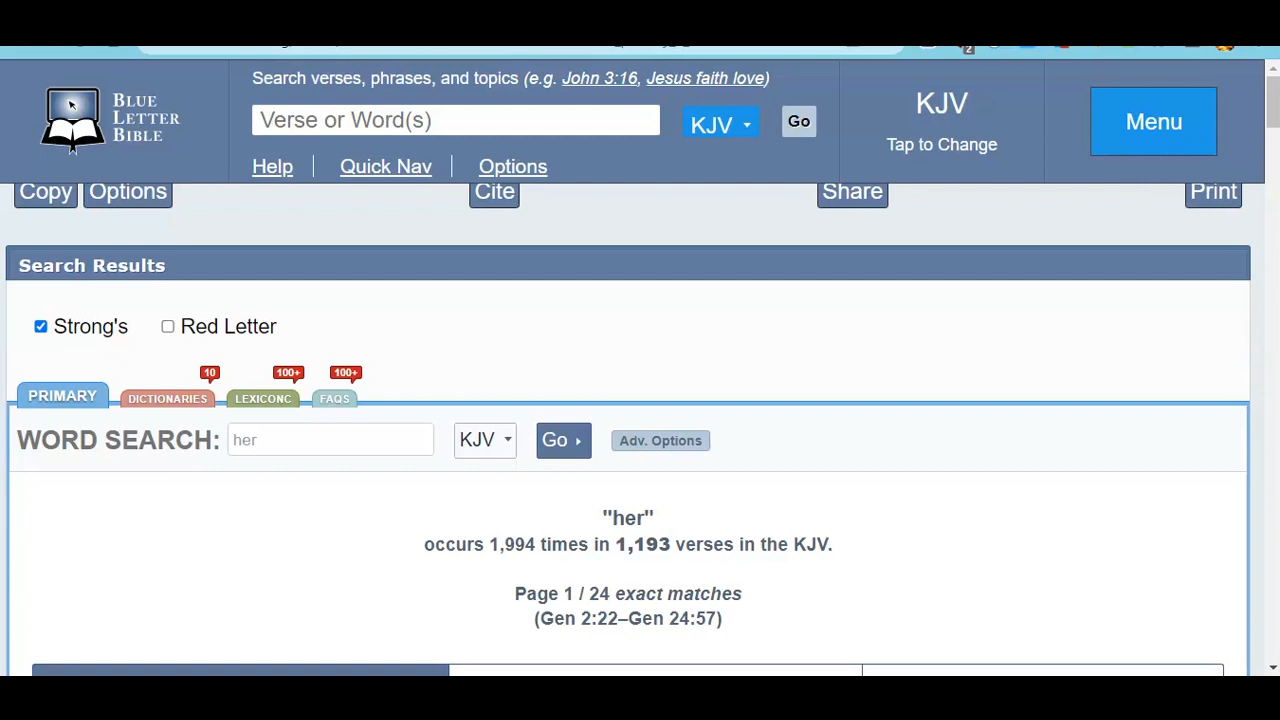 2
Search verses, phrases, and topics (e.g. John 3:16, Jesus faith love)
BLUE
LETTER
BIBLE
Verse or Word(s)
KJV
Go
KJV
Tap to Change
Menu
Help
Quick Nav
Options
Copy
Options
Cite
Share
Print
Search Results
Strong's
Red Letter
10
100+
100+
PRIMARY
DICTIONARIES
LEXICONC
FAQS
WORD SEARCH:
her
KJV
Go
Adv. Options
"her"
occurs 1,994 times in 1,193 verses in the KJV.
Page 1 / 24 exact matches
(Gen 2:22–Gen 24:57)